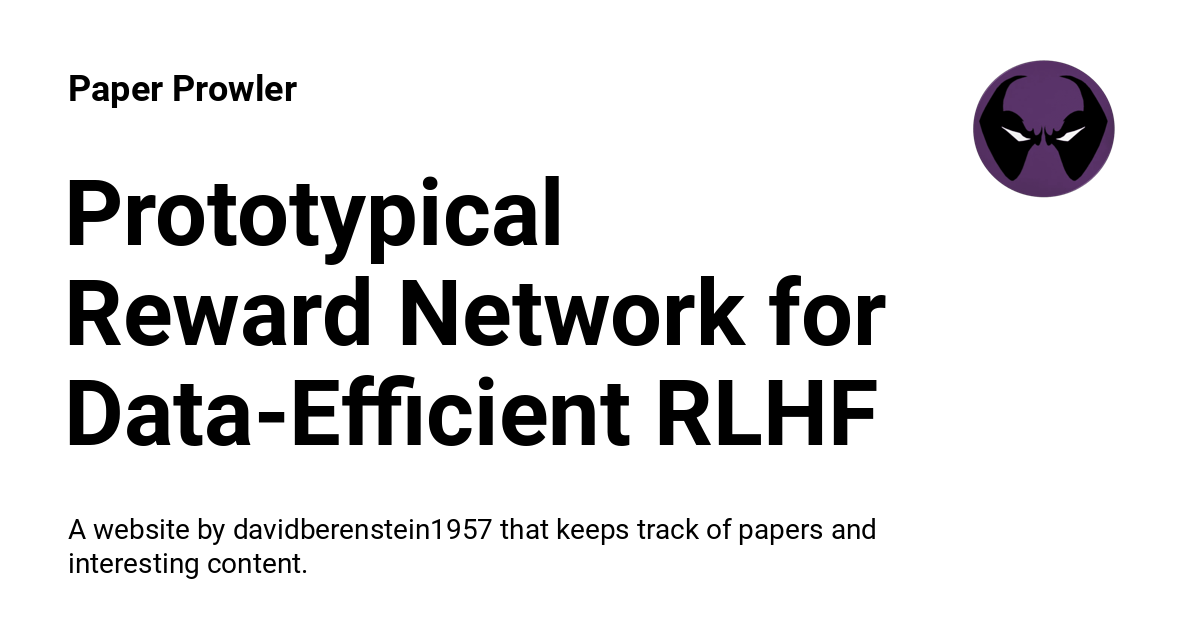 Paper Prowler
Prototypical
Reward Network for
Data-Efficient RLHF
A website by davidberenstein1957 that keeps track of papers and
interesting content.